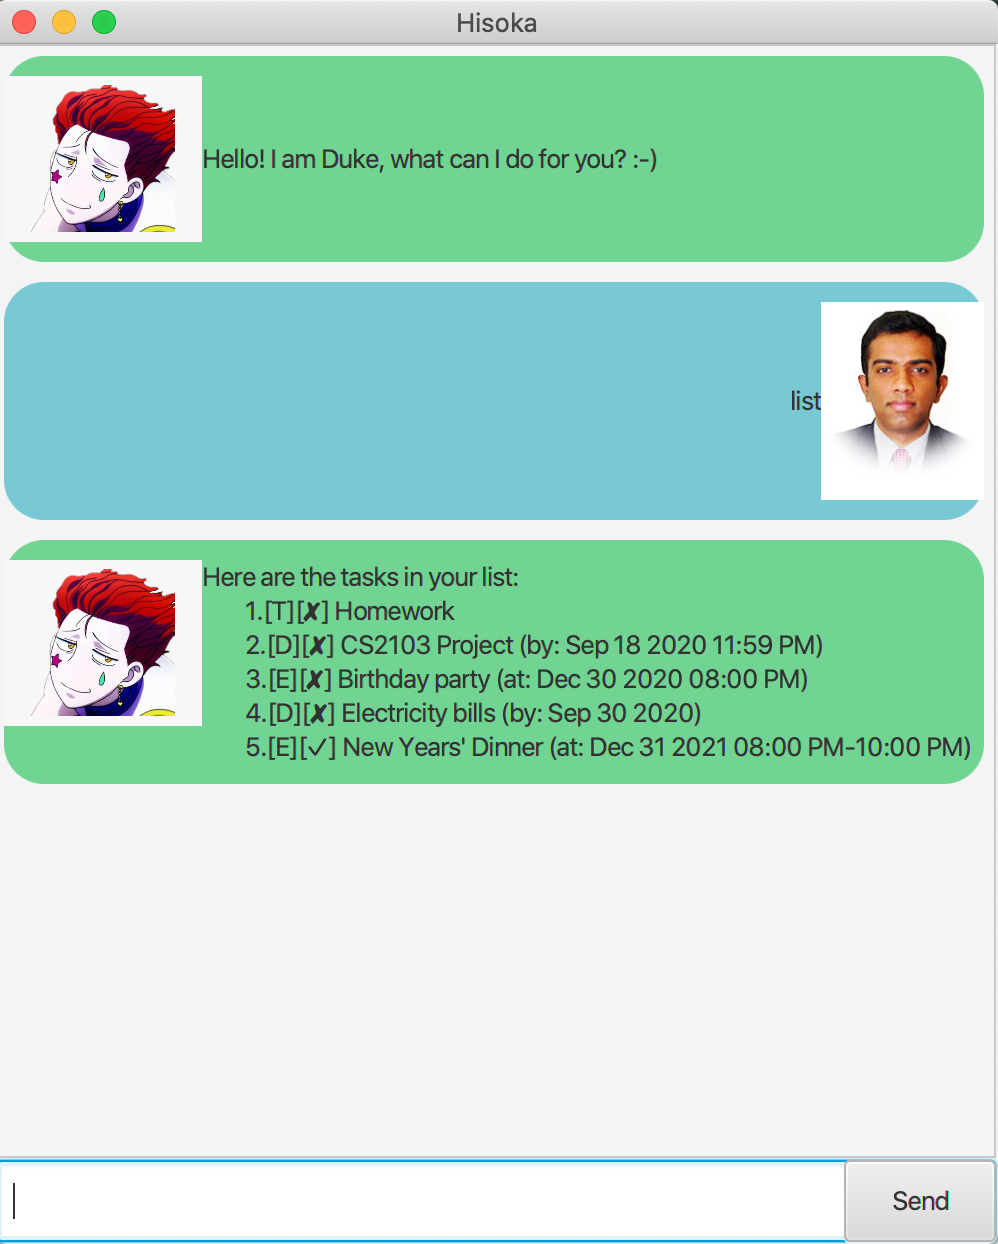 Hisoka
Hello! I am Duke, what can I do for you? :-)
list
Here are the tasks in your list:
1.[T][✘] Homework
2.[D][✘] CS2103 Project (by: Sep 18 2020 11:59 PM)
3.[E][✘] Birthday party (at: Dec 30 2020 08:00 PM)
4.[D][✘] Electricity bills (by: Sep 30 2020)
5.[E][✓] New Years' Dinner (at: Dec 31 2021 08:00 PM-10:00 PM)
Send